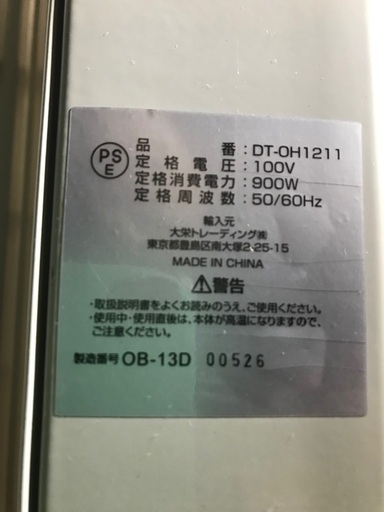 PS
E
品番:DT-OH1211
定格電圧:100V
定格消費電力:900W
定格周波数:50/60Hz
輸入元
大栄トレーディング㈱
東京都豊島区南大塚2-25-15
MADE IN CHINA
⚠警告
・取扱説明書をよくお読みのうえ、ご使用ください。
・使用中・使用直後は、本体が高温になりますので、
ご注意ください。
製造番号 OB-13D 00526